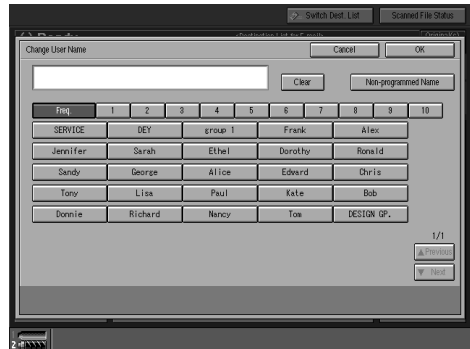 Switch Dest. List Scanned File Status
Change User Name Cancel OK
Clear Non-programmed Name
Freq. 1 2 3 4 5 6 7 8 9 10
SERVICE DEY group 1 Frank Alex
Jennifer Sarah Ethel Dorothy Ronald
Sandy George Alice Edward Chris
Tony Lisa Paul Kate Bob
Donnie Richard Nancy Tom DESIGN GP.
1/1
▲ Previous
▼ Next
2